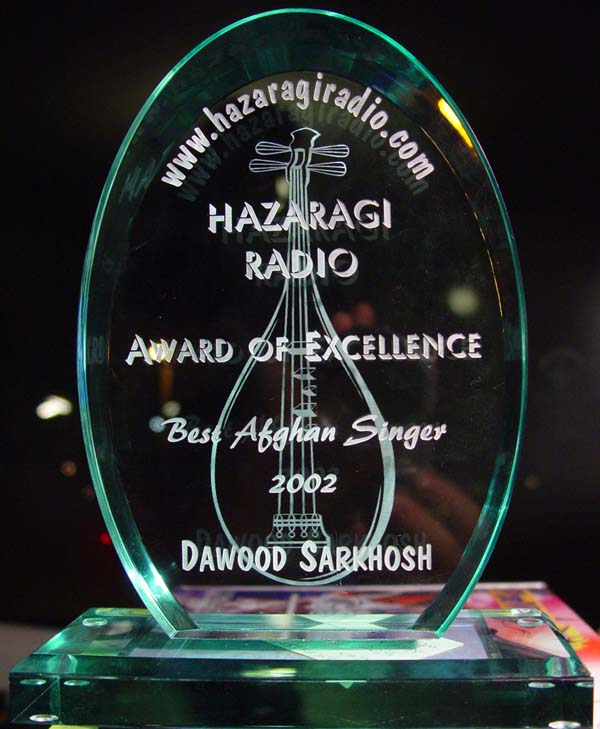 www.hazaragiradio.com
HAZARAGI
RADIO
AWARD OF EXCELLENCE
Best Afghan Singer
2002
DAWOOD SARKHOSH